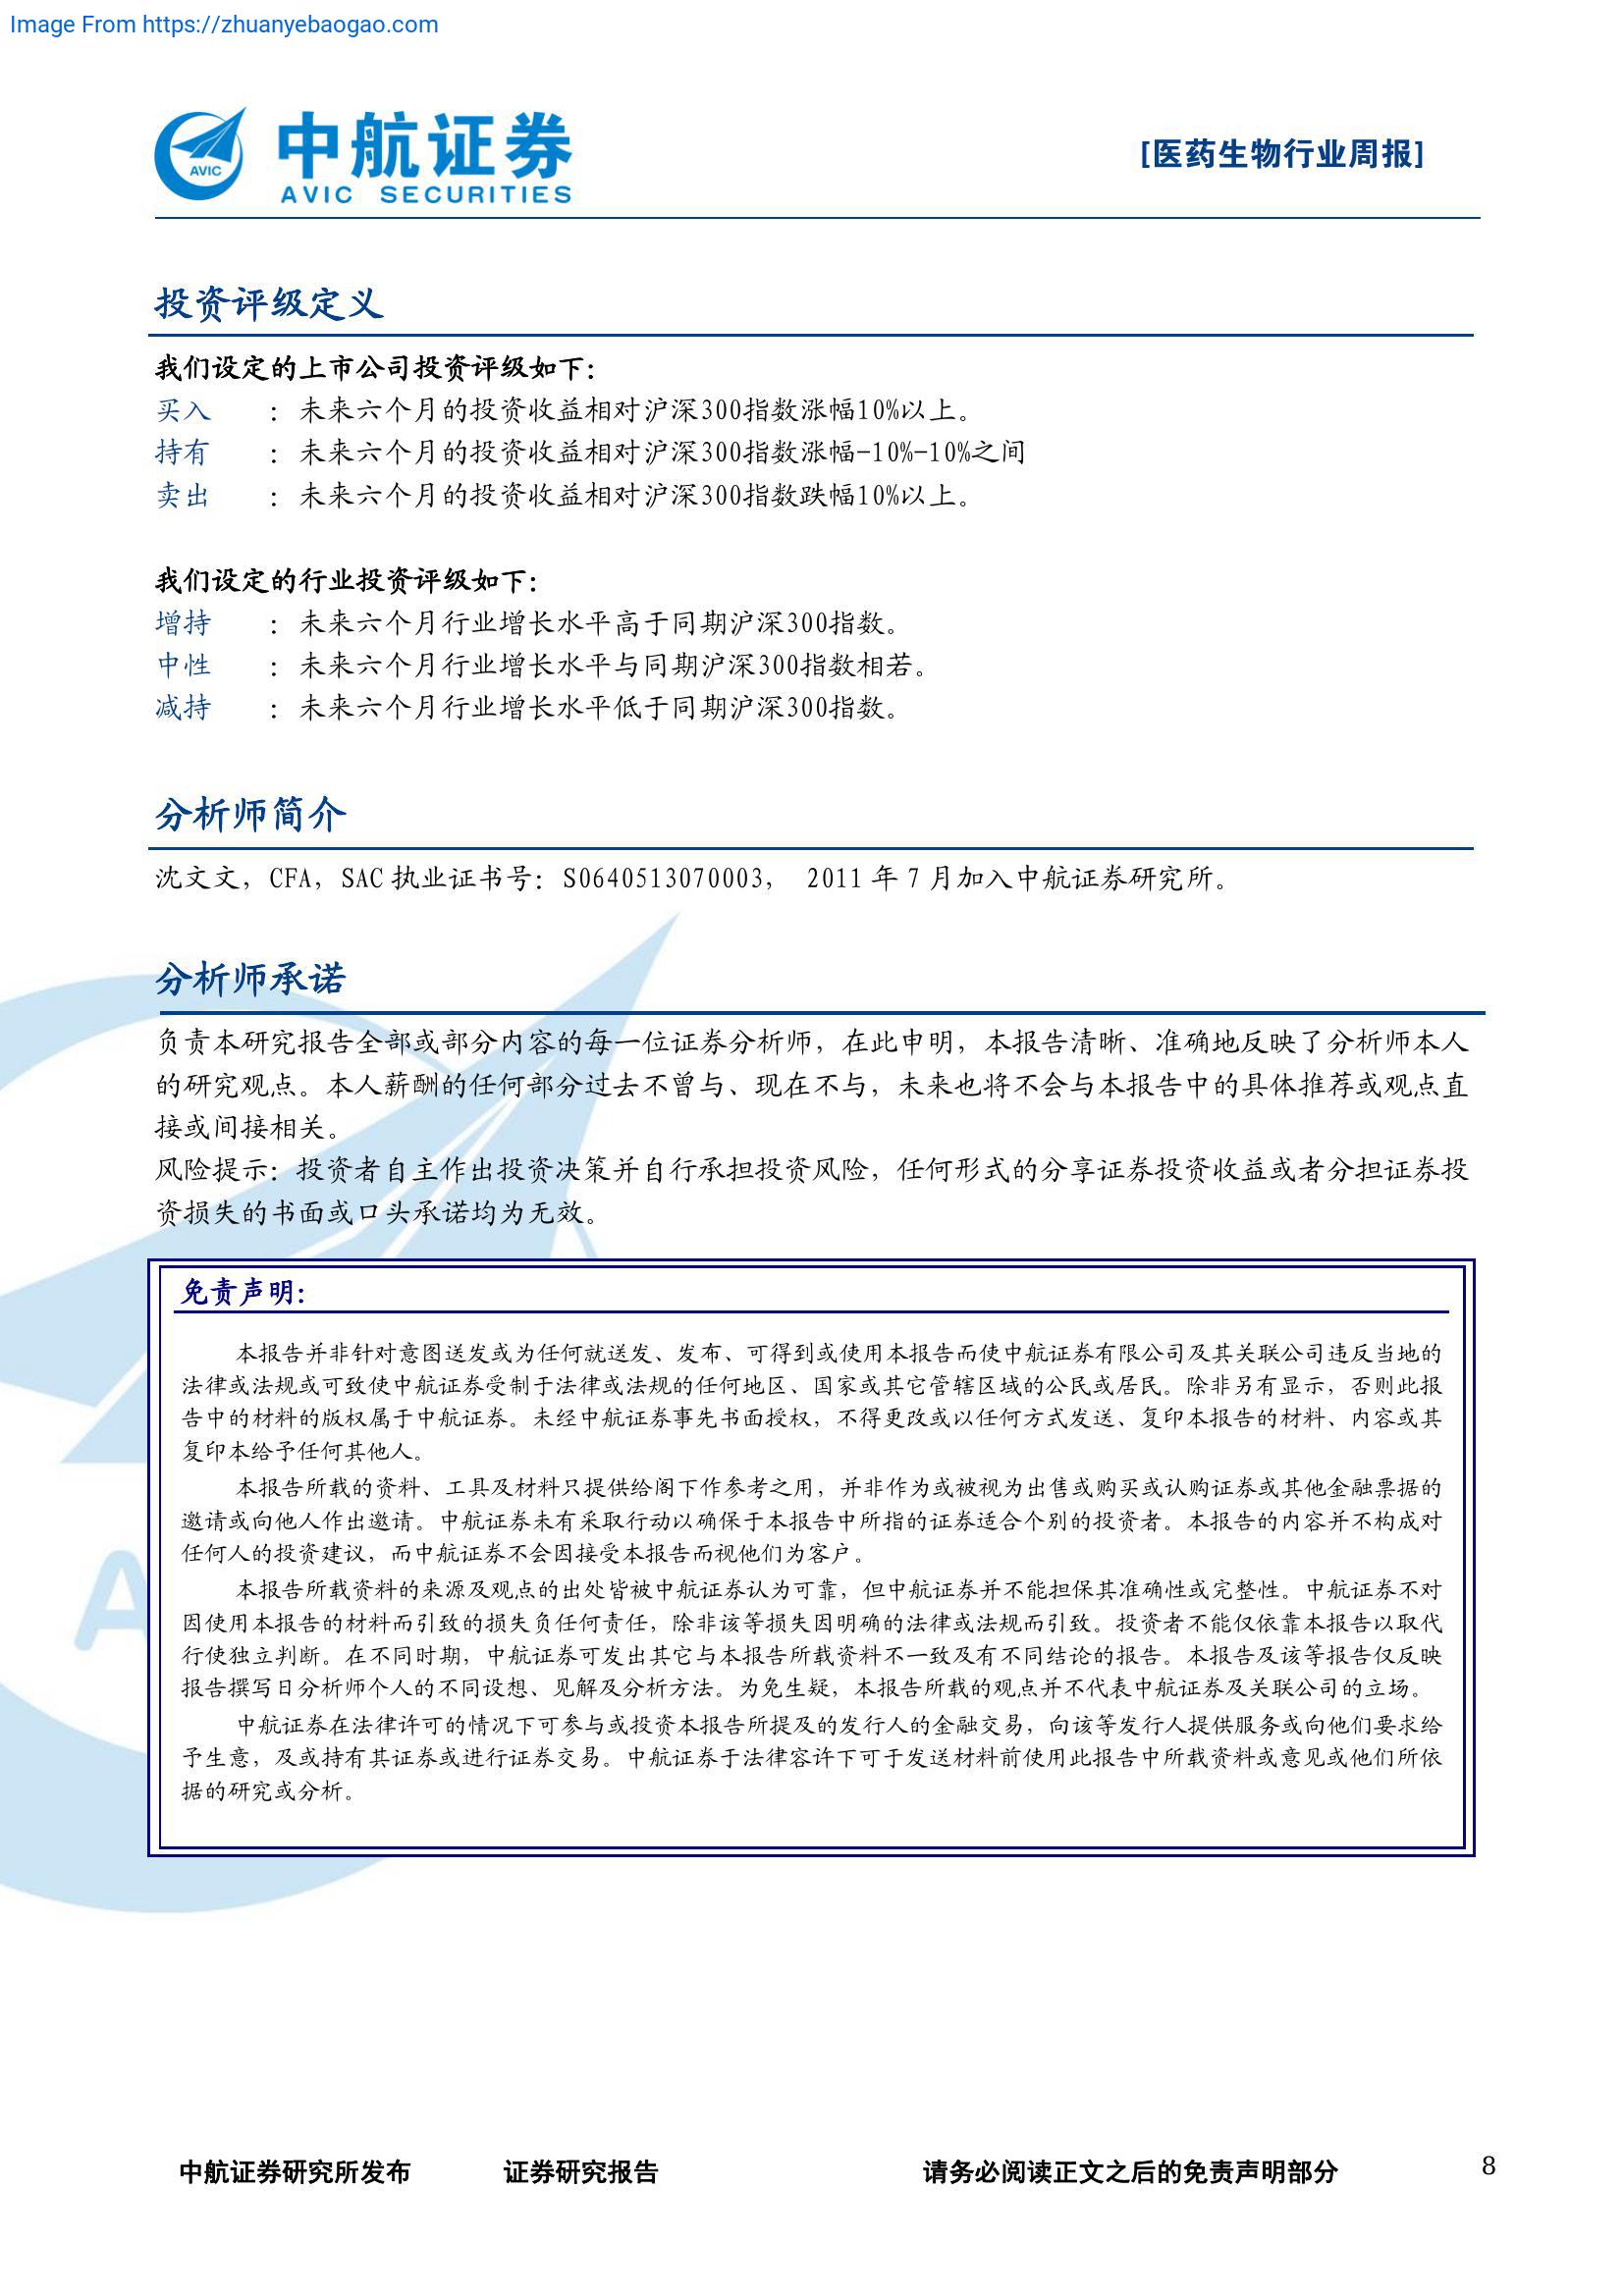 Image From https://zhuanyebaogao.com
AVIC
中航证券
AVIC SECURITIES
[医药生物行业周报]
投资评级定义
我们设定的上市公司投资评级如下：
买入 ：未来六个月的投资收益相对沪深300指数涨幅10%以上。
持有 ：未来六个月的投资收益相对沪深300指数涨幅-10%-10%之间
卖出 ：未来六个月的投资收益相对沪深300指数跌幅10%以上。
我们设定的行业投资评级如下：
增持 ：未来六个月行业增长水平高于同期沪深300指数。
中性 ：未来六个月行业增长水平与同期沪深300指数相若。
减持 ：未来六个月行业增长水平低于同期沪深300指数。
分析师简介
沈文文，CFA，SAC 执业证书号：S0640513070003， 2011 年 7 月加入中航证券研究所。
分析师承诺
负责本研究报告全部或部分内容的每一位证券分析师，在此申明，本报告清晰、准确地反映了分析师本人
的研究观点。本人薪酬的任何部分过去不曾与、现在不与，未来也将不会与本报告中的具体推荐或观点直
接或间接相关。
风险提示：投资者自主作出投资决策并自行承担投资风险，任何形式的分享证券投资收益或者分担证券投
资损失的书面或口头承诺均为无效。
免责声明：
本报告并非针对意图送发或为任何就送发、发布、可得到或使用本报告而使中航证券有限公司及其关联公司违反当地的
法律或法规或可致使中航证券受制于法律或法规的任何地区、国家或其它管辖区域的公民或居民。除非另有显示，否则此报
告中的材料的版权属于中航证券。未经中航证券事先书面授权，不得更改或以任何方式发送、复印本报告的材料、内容或其
复印本给予任何其他人。
本报告所载的资料、工具及材料只提供给阁下作参考之用，并非作为或被视为出售或购买或认购证券或其他金融票据的
邀请或向他人作出邀请。中航证券未有采取行动以确保于本报告中所指的证券适合个别的投资者。本报告的内容并不构成对
任何人的投资建议，而中航证券不会因接受本报告而视他们为客户。
本报告所载资料的来源及观点的出处皆被中航证券认为可靠，但中航证券并不能担保其准确性或完整性。中航证券不对
因使用本报告的材料而引致的损失负任何责任，除非该等损失因明确的法律或法规而引致。投资者不能仅依靠本报告以取代
行使独立判断。在不同时期，中航证券可发出其它与本报告所载资料不一致及有不同结论的报告。本报告及该等报告仅反映
报告撰写日分析师个人的不同设想、见解及分析方法。为免生疑，本报告所载的观点并不代表中航证券及关联公司的立场。
中航证券在法律许可的情况下可参与或投资本报告所提及的发行人的金融交易，向该等发行人提供服务或向他们要求给
予生意，及或持有其证券或进行证券交易。中航证券于法律容许下可于发送材料前使用此报告中所载资料或意见或他们所依
据的研究或分析。
中航证券研究所发布 证券研究报告 请务必阅读正文之后的免责声明部分 8